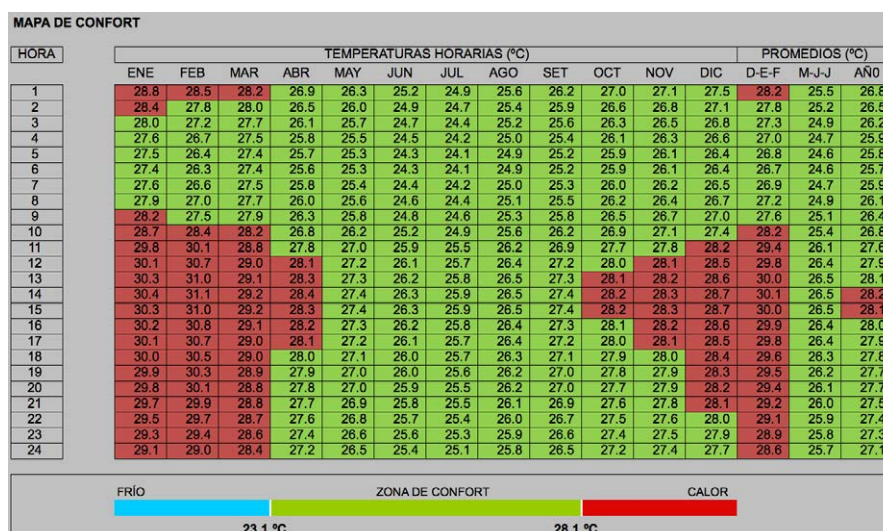 MAPA DE CONFORT
HORA TEMPERATURAS HORARIAS (ºC) PROMEDIOS (ºC)
ENE FEB MAR ABR MAY JUN JUL AGO SET OCT NOV DIC D-E-F M-J-J AÑ0
1 28.8 28.5 28.2 26.9 26.3 25.2 24.9 25.6 26.2 27.0 27.1 27.5 28.2 25.5 26.8
2 28.4 27.8 28.0 26.5 26.0 24.9 24.7 25.4 25.9 26.6 26.8 27.1 27.8 25.2 26.5
3 28.0 27.2 27.7 26.1 25.7 24.7 24.4 25.2 25.6 26.3 26.5 26.8 27.3 24.9 26.2
4 27.6 26.7 27.5 25.8 25.5 24.5 24.2 25.0 25.4 26.1 26.3 26.6 27.0 24.7 25.9
5 27.5 26.4 27.4 25.7 25.3 24.3 24.1 24.9 25.2 25.9 26.1 26.4 26.8 24.6 25.8
6 27.4 26.3 27.4 25.6 25.3 24.3 24.1 24.9 25.2 25.9 26.1 26.4 26.7 24.6 25.7
7 27.6 26.6 27.5 25.8 25.4 24.4 24.2 25.0 25.3 26.0 26.2 26.5 26.9 24.7 25.9
8 27.9 27.0 27.7 26.0 25.6 24.6 24.4 25.1 25.5 26.2 26.4 26.7 27.2 24.9 26.1
9 28.2 27.5 27.9 26.3 25.8 24.8 24.6 25.3 25.8 26.5 26.7 27.0 27.6 25.1 26.4
10 28.7 28.4 28.2 26.8 26.2 25.2 24.9 25.6 26.2 26.9 27.1 27.4 28.2 25.4 26.8
11 29.8 30.1 28.8 27.8 27.0 25.9 25.5 26.2 26.9 27.7 27.8 28.2 29.4 26.1 27.6
12 30.1 30.7 29.0 28.1 27.2 26.1 25.7 26.4 27.2 28.0 28.1 28.5 29.8 26.4 27.9
13 30.3 31.0 29.1 28.3 27.3 26.2 25.8 26.5 27.3 28.1 28.2 28.6 30.0 26.5 28.1
14 30.4 31.1 29.2 28.4 27.4 26.3 25.9 26.5 27.4 28.2 28.3 28.7 30.1 26.5 28.2
15 30.3 31.0 29.2 28.3 27.4 26.3 25.9 26.5 27.4 28.2 28.3 28.7 30.0 26.5 28.1
16 30.2 30.8 29.1 28.2 27.3 26.2 25.8 26.4 27.3 28.1 28.2 28.6 29.9 26.4 28.0
17 30.1 30.7 29.0 28.1 27.2 26.1 25.7 26.4 27.2 28.0 28.1 28.5 29.8 26.4 27.9
18 30.0 30.5 29.0 28.0 27.1 26.0 25.7 26.3 27.1 27.9 28.0 28.4 29.6 26.3 27.8
19 29.9 30.3 28.9 27.9 27.0 26.0 25.6 26.2 27.0 27.8 27.9 28.3 29.5 26.2 27.7
20 29.8 30.1 28.8 27.8 27.0 25.9 25.5 26.2 27.0 27.7 27.9 28.2 29.4 26.1 27.7
21 29.7 29.9 28.8 27.7 26.9 25.8 25.5 26.1 26.9 27.6 27.8 28.1 29.2 26.0 27.5
22 29.5 29.7 28.7 27.6 26.8 25.7 25.4 26.0 26.7 27.5 27.6 28.0 29.1 25.9 27.4
23 29.3 29.4 28.6 27.4 26.6 25.6 25.3 25.9 26.6 27.4 27.5 27.9 28.9 25.8 27.3
24 29.1 29.0 28.4 27.2 26.5 25.4 25.1 25.8 26.5 27.2 27.4 27.7 28.6 25.7 27.1
FRÍO ZONA DE CONFORT CALOR
23.1 ºC 28.1 ºC